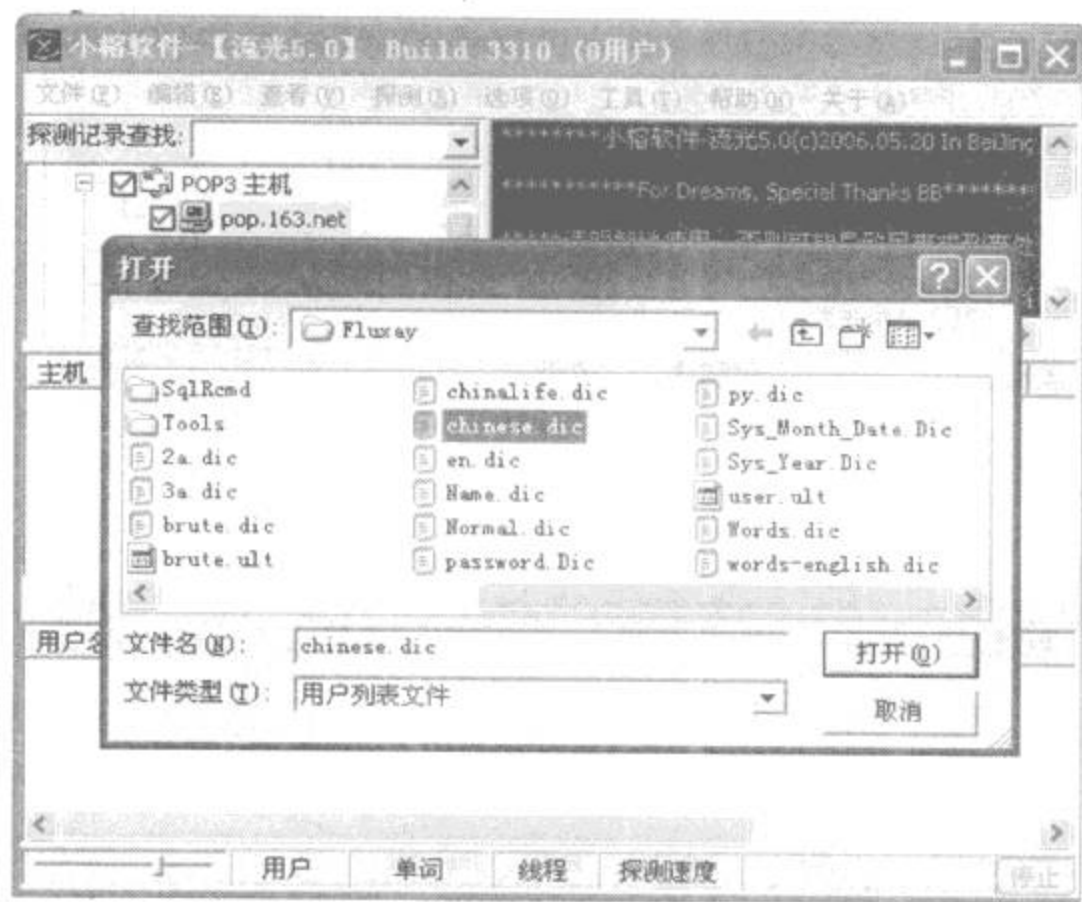 小榕软件-【流光5.0】 Build 3310 (0用户)
文件(F) 编辑(E) 查看(V) 探测(S) 选项(O) 工具(T) 帮助(H) 关于(A)
探测记录查找:
********小榕软件 流光5.0(c)2006.05.20 In BeiJing
POP3 主机
***********For Dreams, Special Thanks BB*******
pop.163.net
打开
查找范围(I): Fluxay
主机
SqlRcmd
Tools
2a.dic
3a.dic
brute.dic
brute.ult
chinalife.dic
chinese.dic
en.dic
Name.dic
Normal.dic
password.Dic
py.dic
Sys_Month_Date.Dic
Sys_Year.Dic
user.ult
Words.dic
words-english.dic
用户名
文件名(N): chinese.dic
打开(O)
文件类型(T): 用户列表文件
取消
用户 单词 线程 探测速度 停止